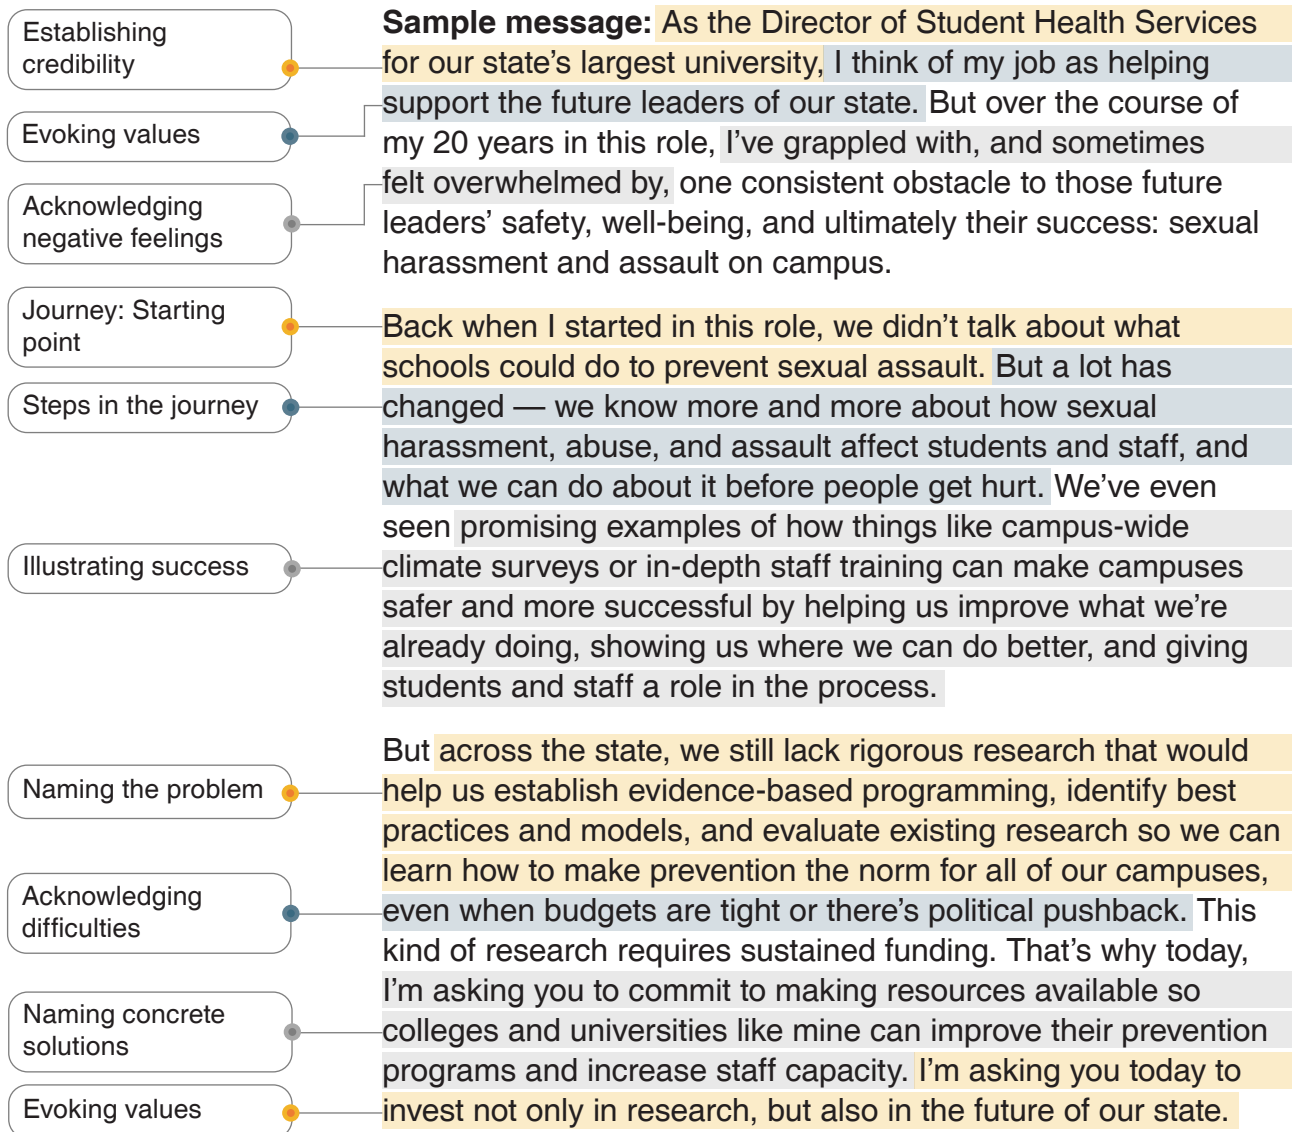 Establishing
credibility
Evoking values
Acknowledging
negative feelings
Journey: Starting
point
Steps in the journey
Illustrating success
Naming the problem
Acknowledging
difficulties
Naming concrete
solutions
Evoking values
Sample message: As the Director of Student Health Services
for our state’s largest university, I think of my job as helping
support the future leaders of our state. But over the course of
my 20 years in this role, I’ve grappled with, and sometimes
felt overwhelmed by, one consistent obstacle to those future
leaders’ safety, well-being, and ultimately their success: sexual
harassment and assault on campus.
Back when I started in this role, we didn’t talk about what
schools could do to prevent sexual assault. But a lot has
changed — we know more and more about how sexual
harassment, abuse, and assault affect students and staff, and
what we can do about it before people get hurt. We’ve even
seen promising examples of how things like campus-wide
climate surveys or in-depth staff training can make campuses
safer and more successful by helping us improve what we’re
already doing, showing us where we can do better, and giving
students and staff a role in the process.
But across the state, we still lack rigorous research that would
help us establish evidence-based programming, identify best
practices and models, and evaluate existing research so we can
learn how to make prevention the norm for all of our campuses,
even when budgets are tight or there’s political pushback. This
kind of research requires sustained funding. That’s why today,
I’m asking you to commit to making resources available so
colleges and universities like mine can improve their prevention
programs and increase staff capacity. I’m asking you today to
invest not only in research, but also in the future of our state.